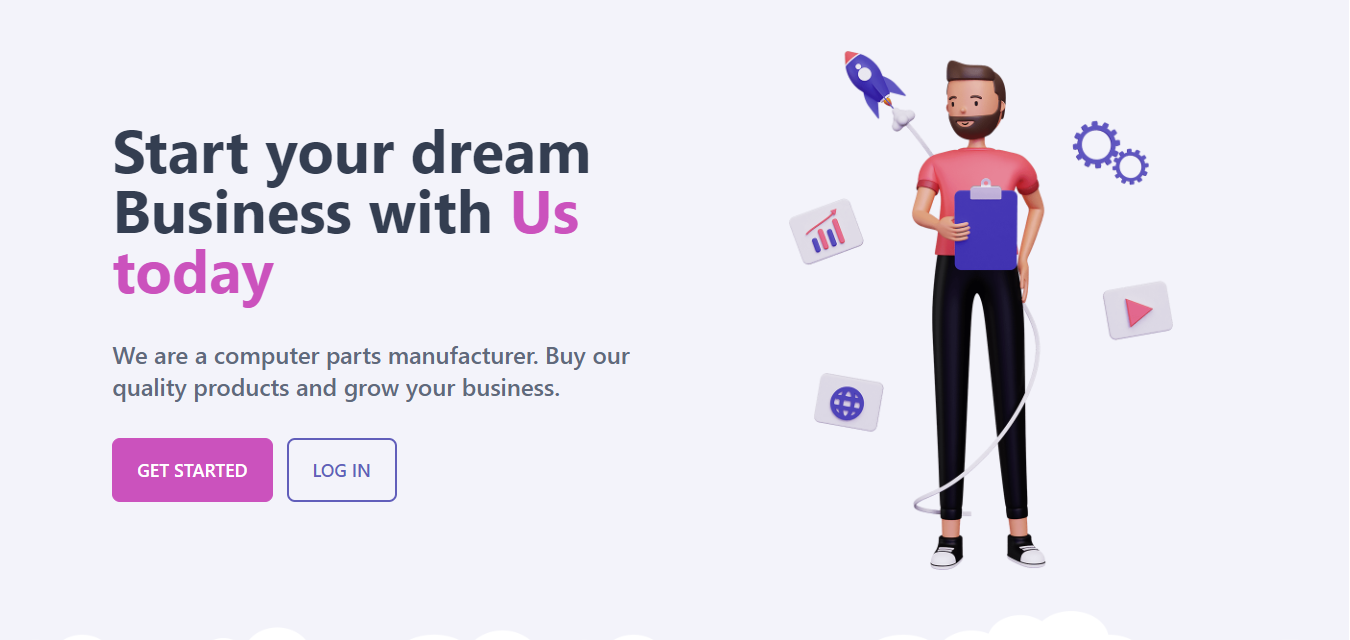 Start your dream
Business with Us
today
We are a computer parts manufacturer. Buy our
quality products and grow your business.
GET STARTED
LOG IN